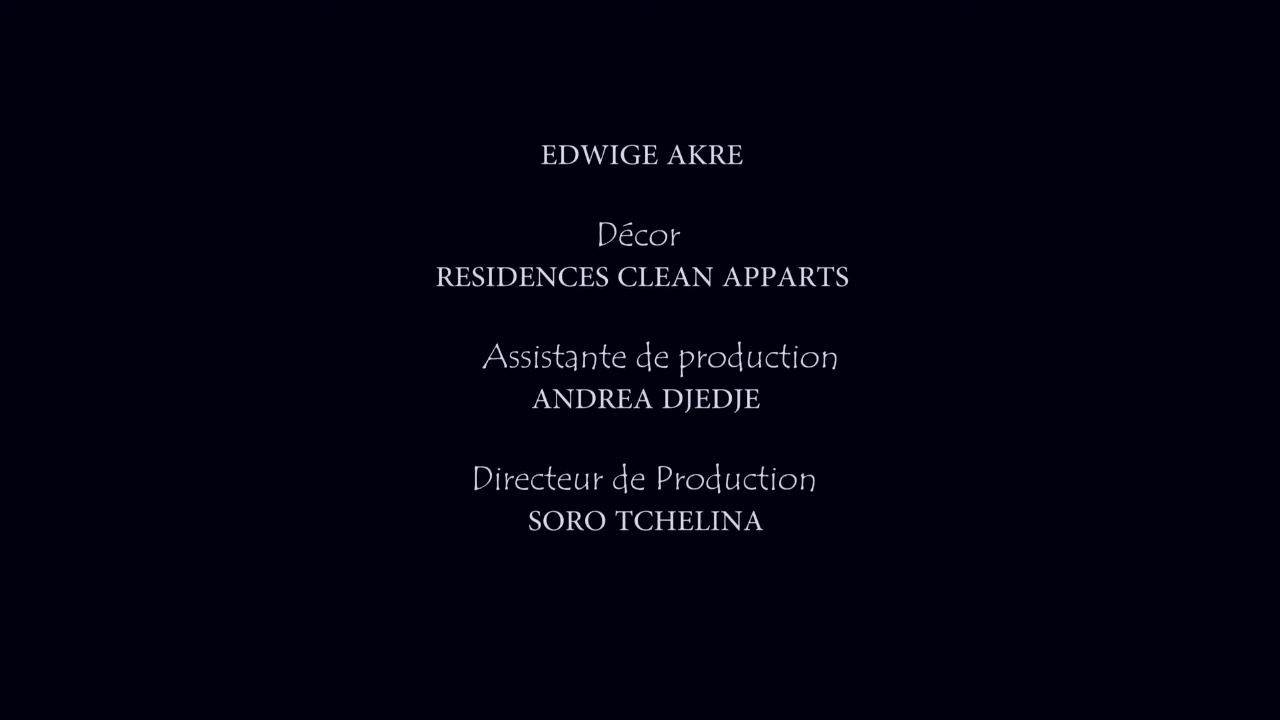 EDWIGE AKRE
Décor
RESIDENCES CLEAN APPARTS
Assistante de production
ANDREA DJEDJE
Directeur de Production
SORO TCHELINA